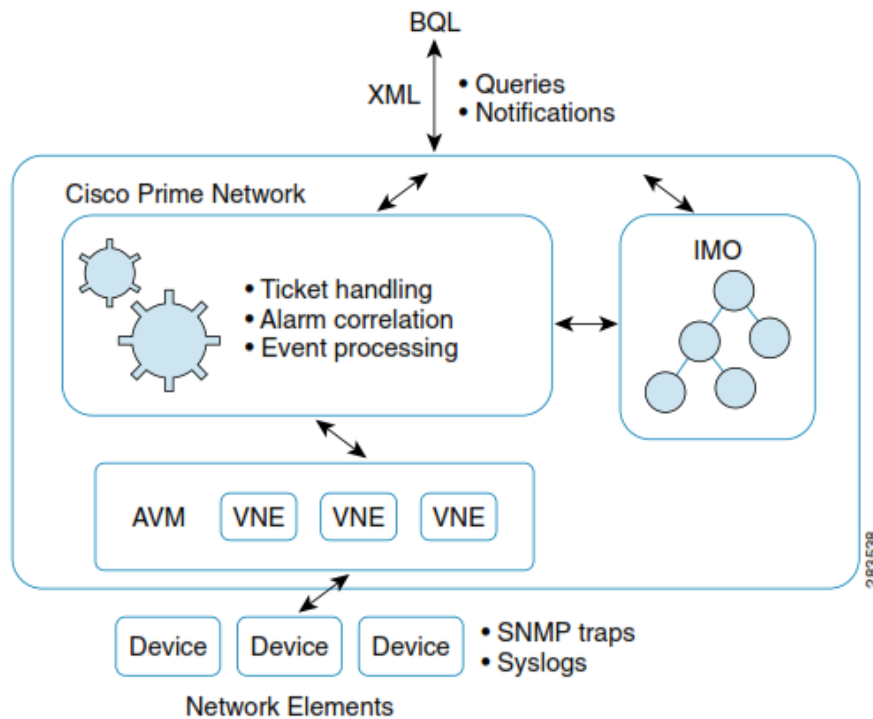 BQL
XML
• Queries
• Notifications
Cisco Prime Network
• Ticket handling
• Alarm correlation
• Event processing
IMO
AVM
VNE
VNE
VNE
283538
Device
Device
Device
• SNMP traps
• Syslogs
Network Elements